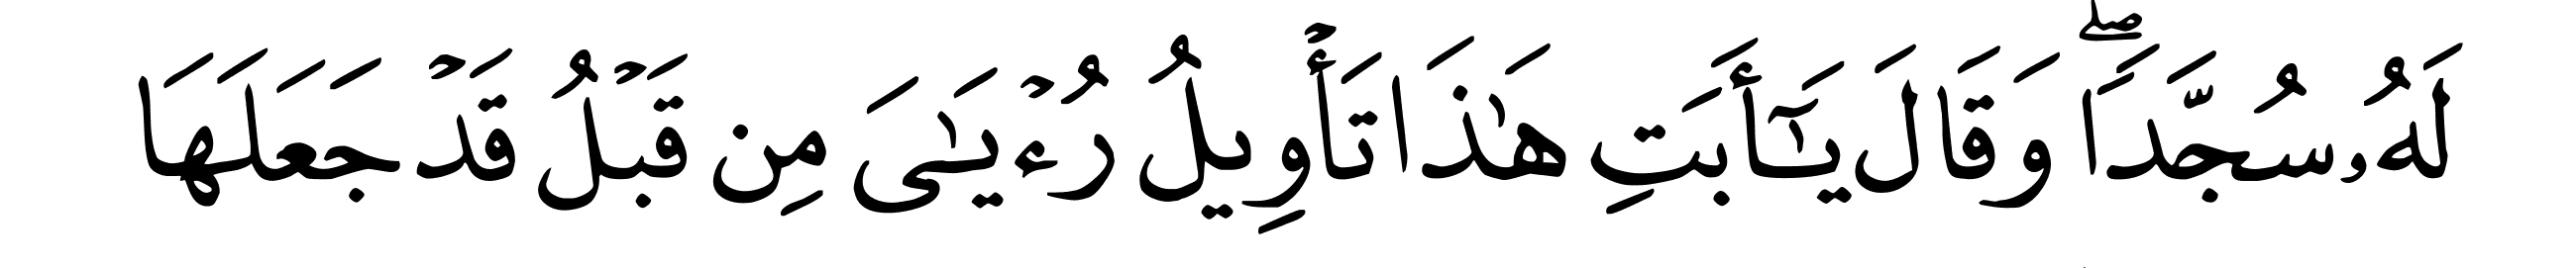 لَهُۥ سُجَّدًاۖ وَقَالَ يَٰٓأَبَتِ هَٰذَا تَأۡوِيلُ رُءۡيَٰيَ مِن قَبۡلُ قَدۡ جَعَلَهَا